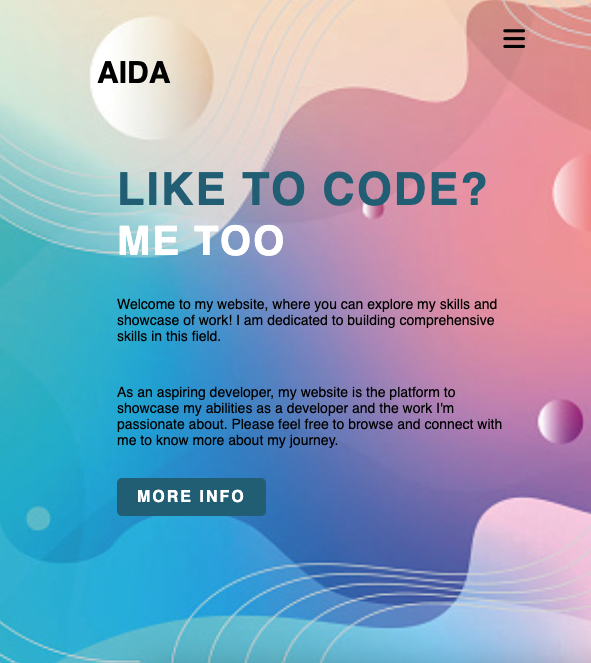 AIDA
LIKE TO CODE?
ME TOO
Welcome to my website, where you can explore my skills and
showcase of work! I am dedicated to building comprehensive
skills in this field.
As an aspiring developer, my website is the platform to
showcase my abilities as a developer and the work I'm
passionate about. Please feel free to browse and connect with
me to know more about my journey.
MORE INFO